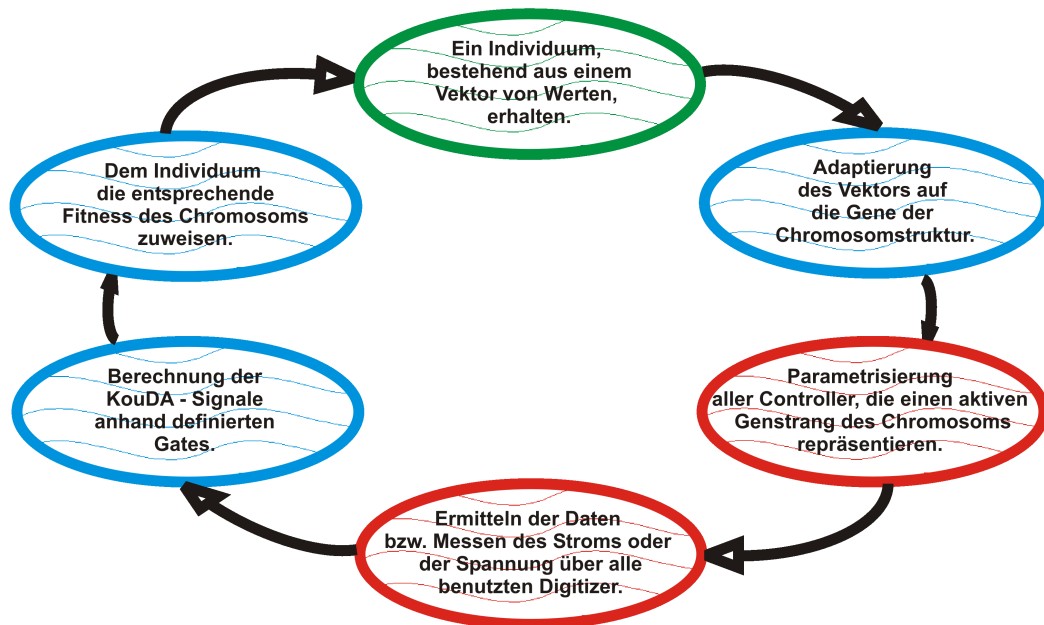 Ein Individuum,
bestehend aus einem
Vektor von Werten,
erhalten.
Adaptierung
des Vektors auf
die Gene der
Chromosomstruktur.
Parametrisierung
aller Controller, die einen aktiven
Genstrang des Chromosoms
repräsentieren.
Ermitteln der Daten
bzw. Messen des Stroms oder
der Spannung über alle
benutzten Digitizer.
Berechnung der
KouDA - Signale
anhand definierten
Gates.
Dem Individuum
die entsprechende
Fitness des Chromosoms
zuweisen.